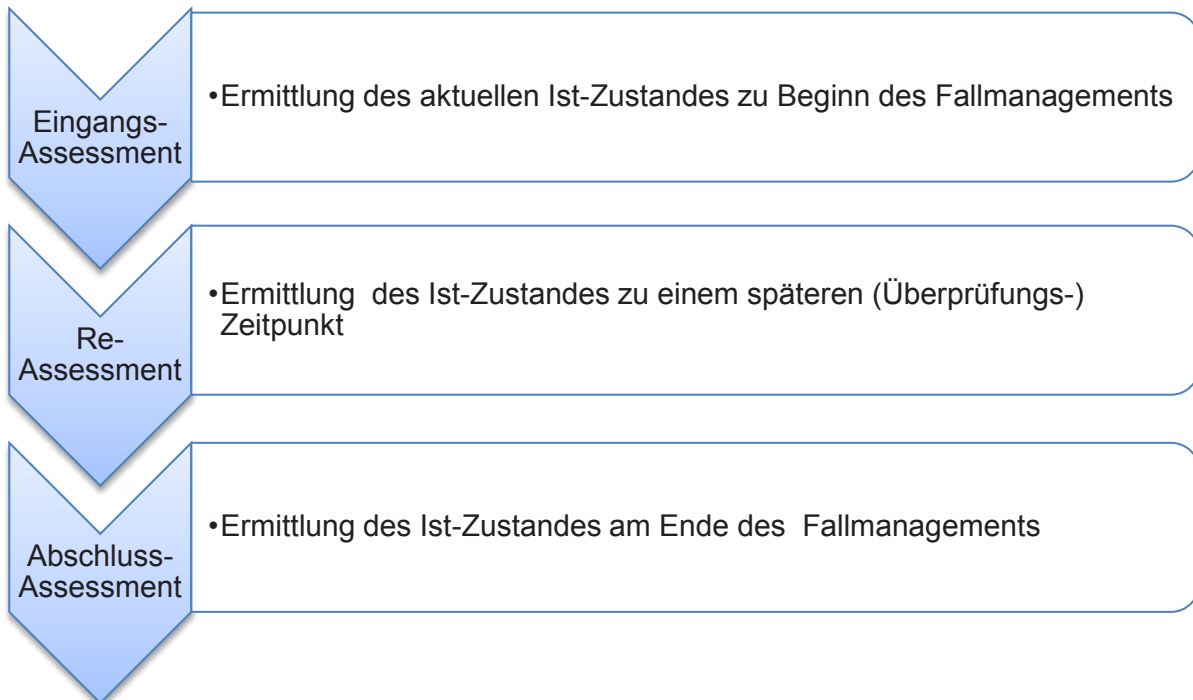 Eingangs-
Assessment
•Ermittlung des aktuellen Ist-Zustandes zu Beginn des Fallmanagements
Re-
Assessment
•Ermittlung  des Ist-Zustandes zu einem späteren (Überprüfungs-)
Zeitpunkt
Abschluss-
Assessment
•Ermittlung des Ist-Zustandes am Ende des  Fallmanagements